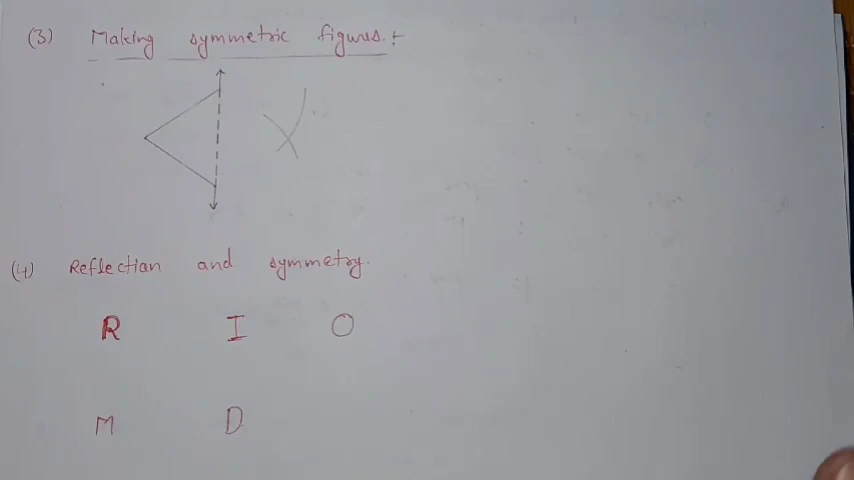 (3) Making symmetric figures :-
(4) Reflection and symmetry.
R I O
M D